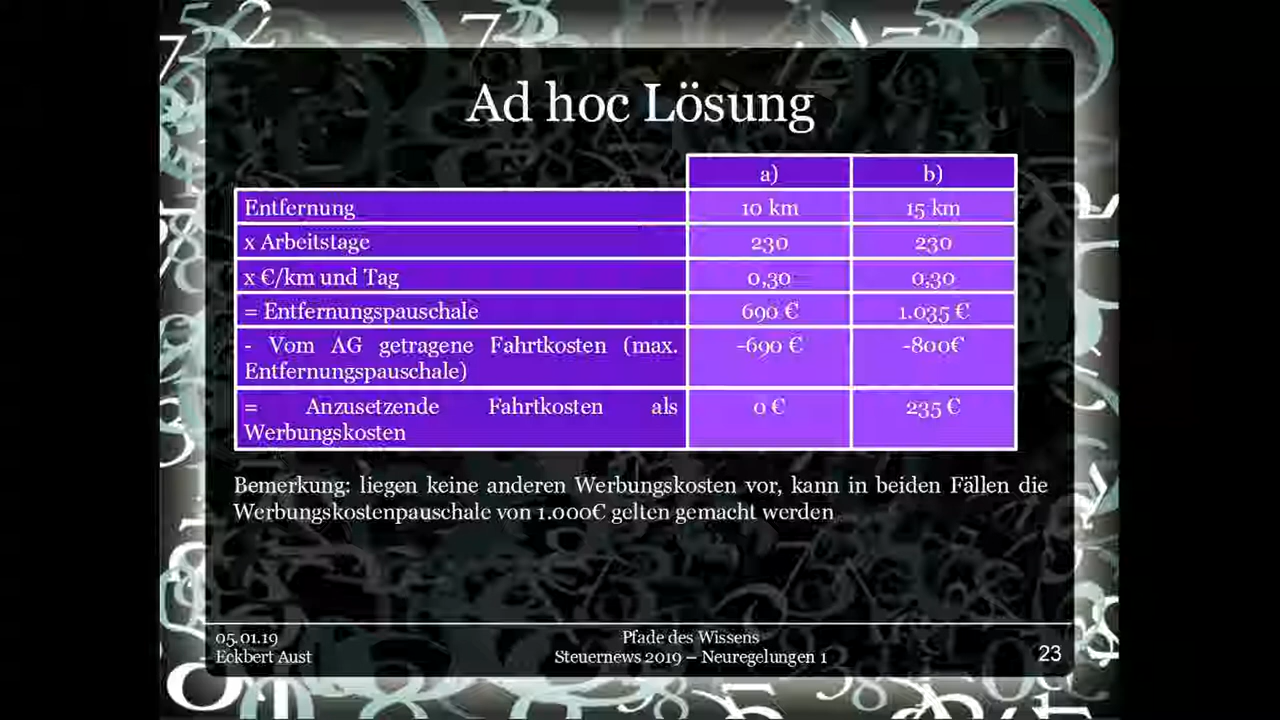 Ad hoc Lösung
a) b)
Entfernung 10 km 15 km
x Arbeitstage 230 230
x €/km und Tag 0,30 0,30
= Entfernungspauschale 690 € 1.035 €
- Vom AG getragene Fahrtkosten (max. -690 € -800€
Entfernungspauschale)
= Anzusetzende Fahrtkosten als 0 € 235 €
Werbungskosten
Bemerkung: liegen keine anderen Werbungskosten vor, kann in beiden Fällen die
Werbungskostenpauschale von 1.000€ gelten gemacht werden
05.01.19 Pfade des Wissens
Eckbert Aust Steuernews 2019 – Neuregelungen 1 23